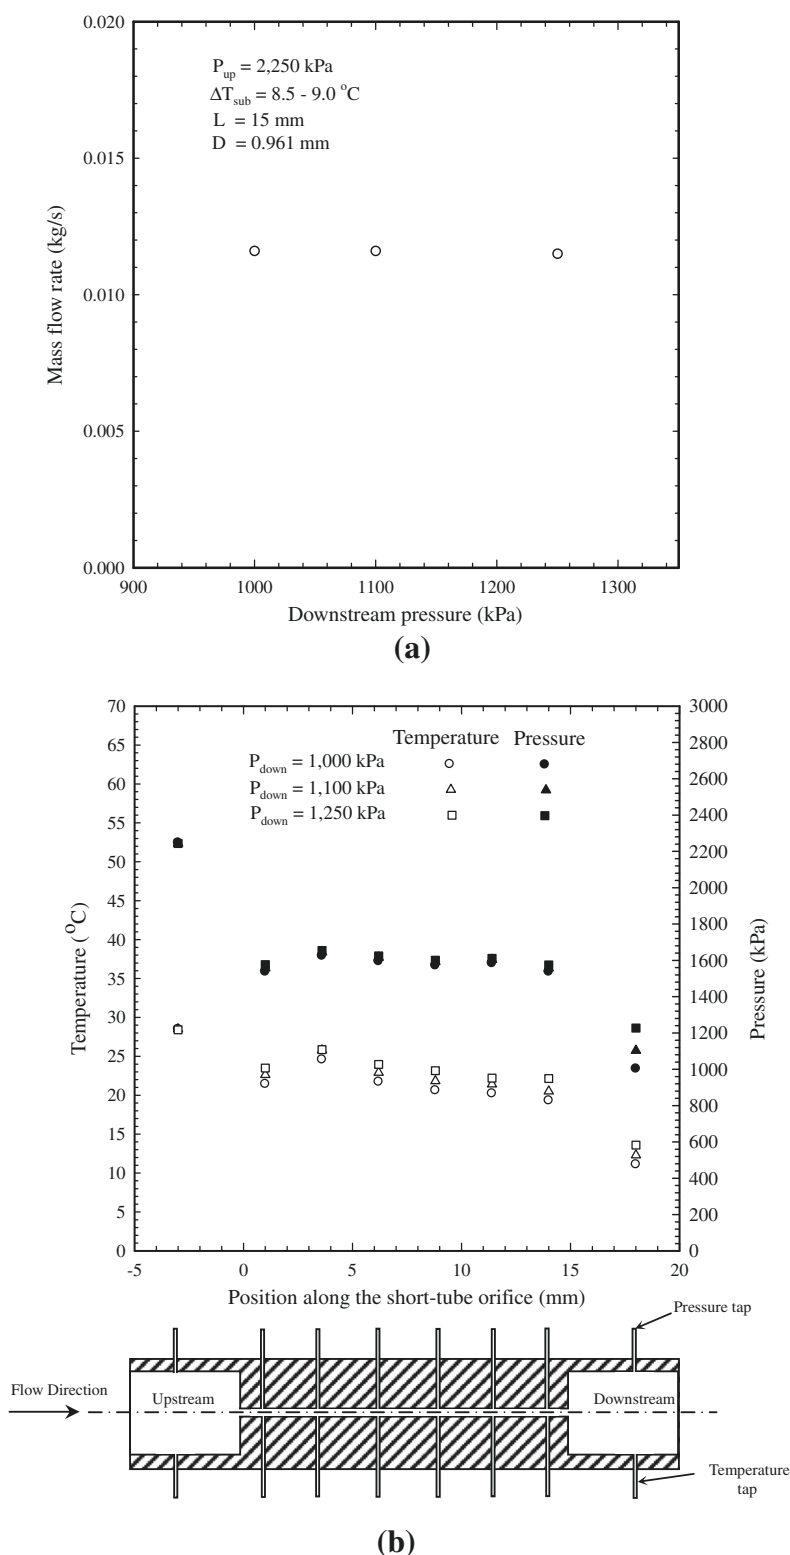 0.020
P_up = 2,250 kPa
ΔT_sub = 8.5 - 9.0 °C
L = 15 mm
D = 0.961 mm
0.015
Mass flow rate (kg/s)
0.010
0.005
0.000
900 1000 1100 1200 1300
Downstream pressure (kPa)
(a)
70 3000
Temperature Pressure
65 2800
P_down = 1,000 kPa
60 2600
P_down = 1,100 kPa
P_down = 1,250 kPa
55 2400
50 2200
45 2000
1800
40 1600
35 1400
30 1200
25 1000
20 800
15 600
10 400
5 200
0 0
Temperature (°C)
Pressure (kPa)
-5 0 5 10 15 20
Position along the short-tube orifice (mm)
Pressure tap
Flow Direction
Upstream
Downstream
Temperature
tap
(b)